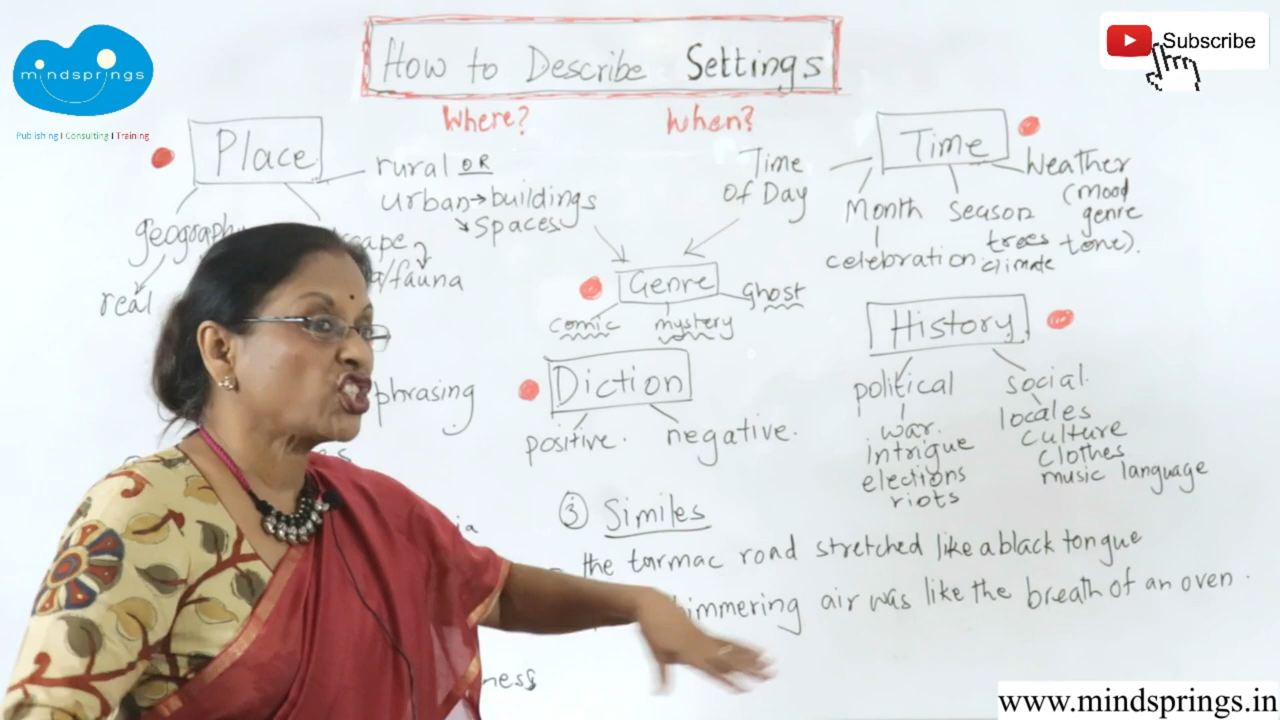 mindsprings
Publishing | Consulting | Training
Subscribe
How to Describe Settings
Where? When?
Place
rural OR
urban → buildings
spaces
geography
real
fauna
Time
Time
of Day
Month
celebration
Season
trees
climate
Weather
(mood
genre
tone).
Genre
comic mystery ghost
History
political
war.
intrigue
elections
riots
social.
locales
culture
clothes
music language
Diction
positive. negative.
phrasing
③ Similes
the tarmac road stretched like a black tongue
air was like the breath of an oven.
www.mindsprings.in